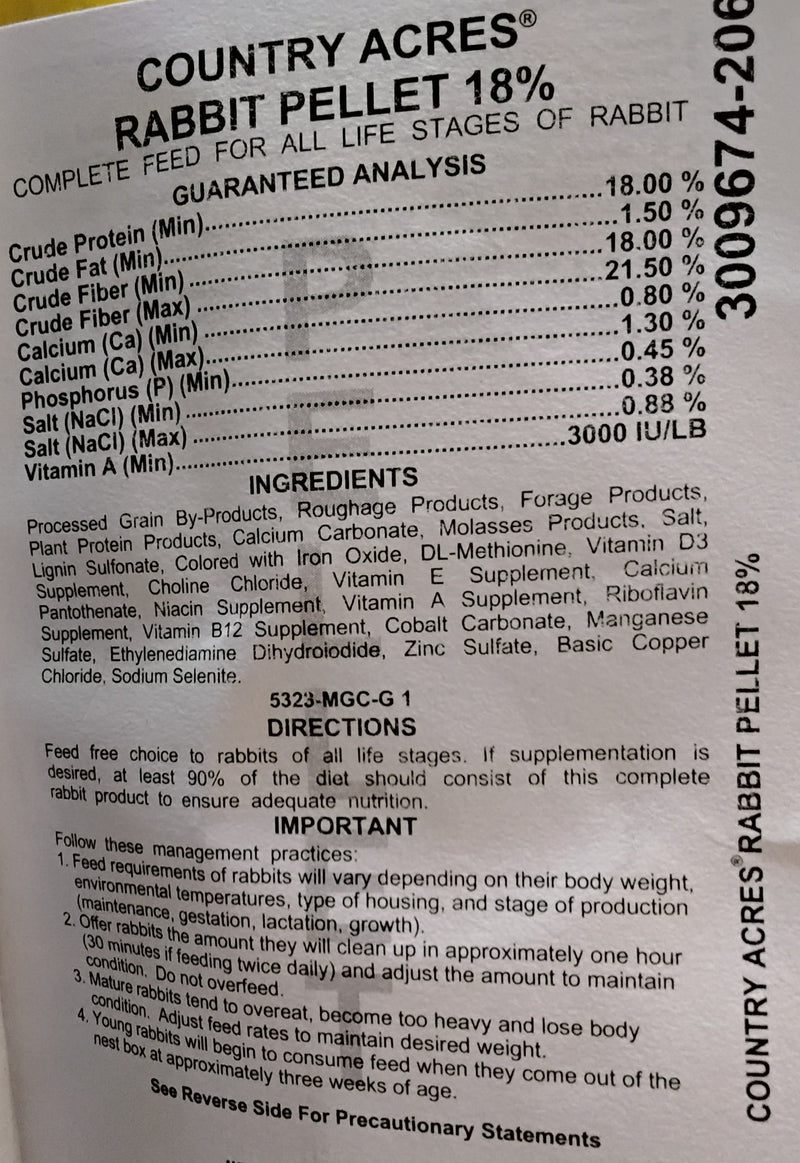 COUNTRY ACRES®
RABBIT PELLET 18%
COMPLETE FEED FOR ALL LIFE STAGES OF RABBIT
GUARANTEED ANALYSIS
Crude Protein (Min)..........18.00 %
Crude Fat (Min)..........1.50 %
Crude Fiber (Min)..........18.00 %
Crude Fiber (Max)..........21.50 %
Calcium (Ca) (Min)..........0.80 %
Calcium (Ca) (Max)..........1.30 %
Phosphorus (P) (Min)..........0.45 %
Salt (NaCl) (Min)..........0.38 %
Salt (NaCl) (Max)..........0.88 %
Vitamin A (Min)..........3000 IU/LB
INGREDIENTS
Processed Grain By-Products, Roughage Products, Forage Products,
Plant Protein Products, Calcium Carbonate, Molasses Products, Salt,
Lignin Sulfonate, Colored with Iron Oxide, DL-Methionine, Vitamin D3
Supplement, Choline Chloride, Vitamin E Supplement, Calcium
Pantothenate, Niacin Supplement, Vitamin A Supplement, Riboflavin
Supplement, Vitamin B12 Supplement, Cobalt Carbonate, Manganese
Sulfate, Ethylenediamine Dihydroiodide, Zinc Sulfate, Basic Copper
Chloride, Sodium Selenite.
5323-MGC-G 1
DIRECTIONS
Feed free choice to rabbits of all life stages. If supplementation is
desired, at least 90% of the diet should consist of this complete
rabbit product to ensure adequate nutrition.
IMPORTANT
Follow these management practices:
1. Feed requirements of rabbits will vary depending on their body weight,
environmental temperatures, type of housing, and stage of production
(maintenance, gestation, lactation, growth).
2. Offer rabbits the amount they will clean up in approximately one hour
(30 minutes if feeding twice daily) and adjust the amount to maintain
condition. Do not overfeed.
3. Mature rabbits tend to overeat, become too heavy and lose body
condition. Adjust feed rates to maintain desired weight.
4. Young rabbits will begin to consume feed when they come out of the
nest box at approximately three weeks of age.
See Reverse Side For Precautionary Statements
3009674-206
COUNTRY ACRES® RABBIT PELLET 18%